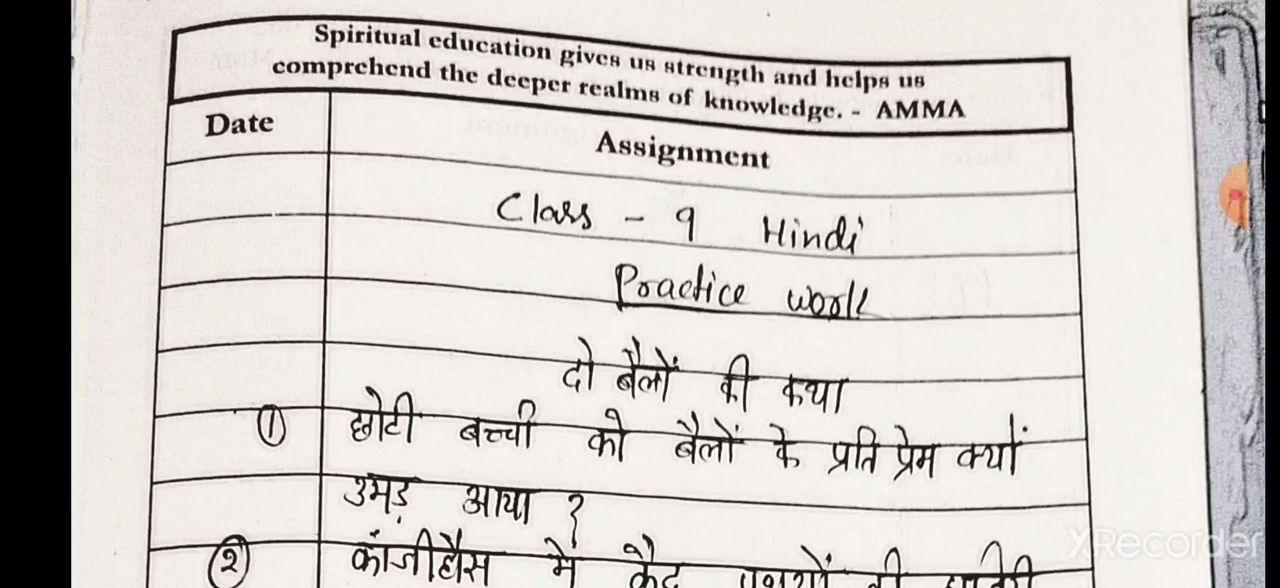 Spiritual education gives us strength and helps us
comprehend the deeper realms of knowledge. - AMMA
Date Assignment
Class - 9 Hindi
Practice work
दो बैलों की कथा
① छोटी बच्ची को बैलों के प्रति प्रेम क्यों
उमड़ आया ?
② कांजीहौस में कैद पशुओं की हाजिरी
XRecorder